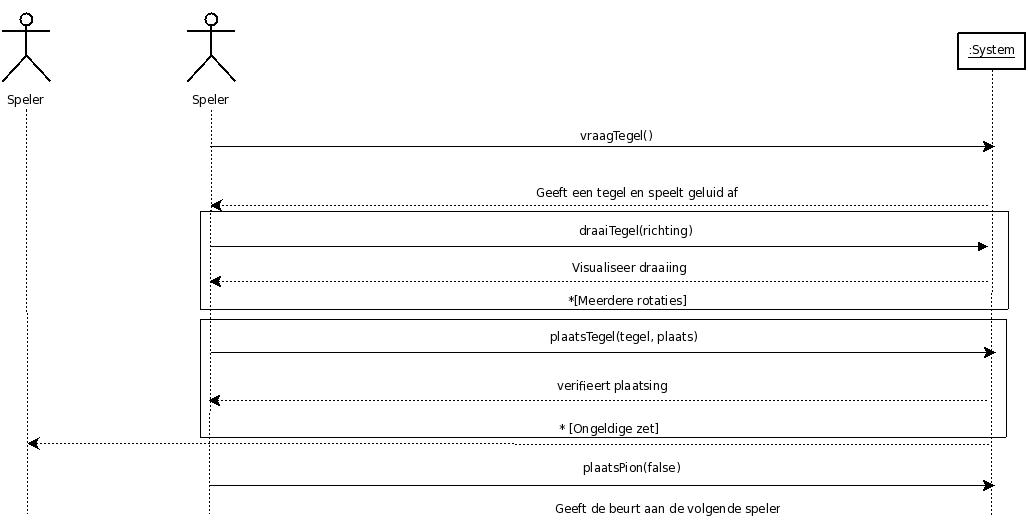 Speler
Speler
:System
vraagTegel()
Geeft een tegel en speelt geluid af
draaiTegel(richting)
Visualiseer draaiing
*[Meerdere rotaties]
plaatsTegel(tegel, plaats)
verifieert plaatsing
* [Ongeldige zet]
plaatsPion(false)
Geeft de beurt aan de volgende speler